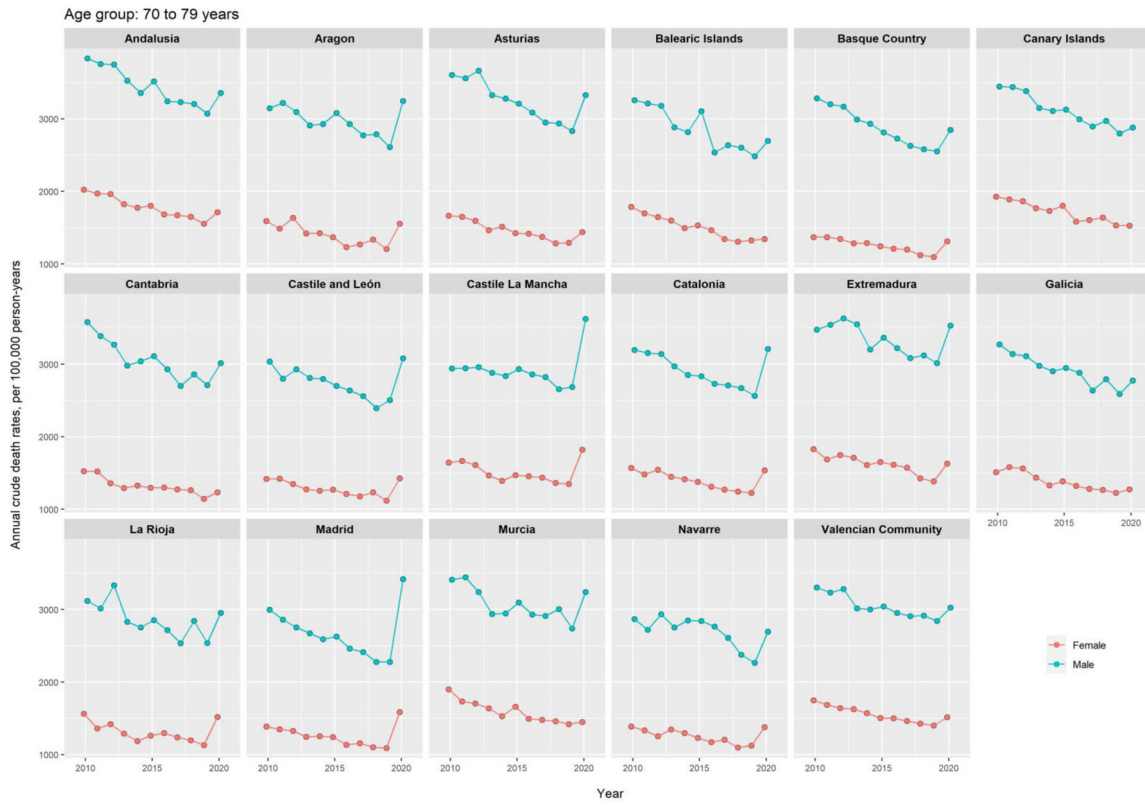 Age group: 70 to 79 years
Andalusia
Aragon
Asturias
Balearic Islands
Basque Country
Canary Islands
3000
2000
1000
Cantabria
Castile and León
Castile La Mancha
Catalonia
Extremadura
Galicia
3000
2000
1000
2010 2015 2020
La Rioja
Madrid
Murcia
Navarre
Valencian Community
3000
2000
1000
2010 2015 2020
2010 2015 2020
2010 2015 2020
2010 2015 2020
2010 2015 2020
Annual crude death rates, per 100,000 person-years
Year
Female
Male